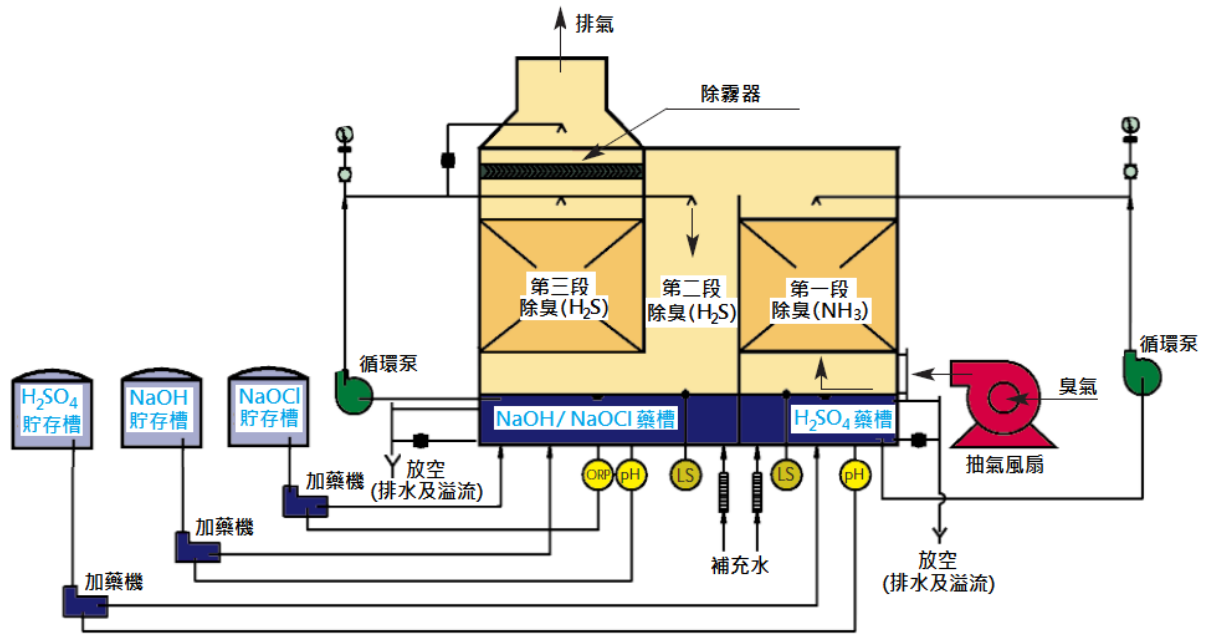 排氣
除霧器
第三段
除臭(H₂S)
第二段
除臭(H₂S)
第一段
除臭(NH₃)
循環泵
循環泵
臭氣
抽氣風扇
H₂SO₄
貯存槽
NaOH
貯存槽
NaOCl
貯存槽
NaOH/ NaOCl 藥槽
H₂SO₄ 藥槽
放空
(排水及溢流)
ORP
pH
LS
LS
pH
加藥機
加藥機
加藥機
補充水
放空
(排水及溢流)